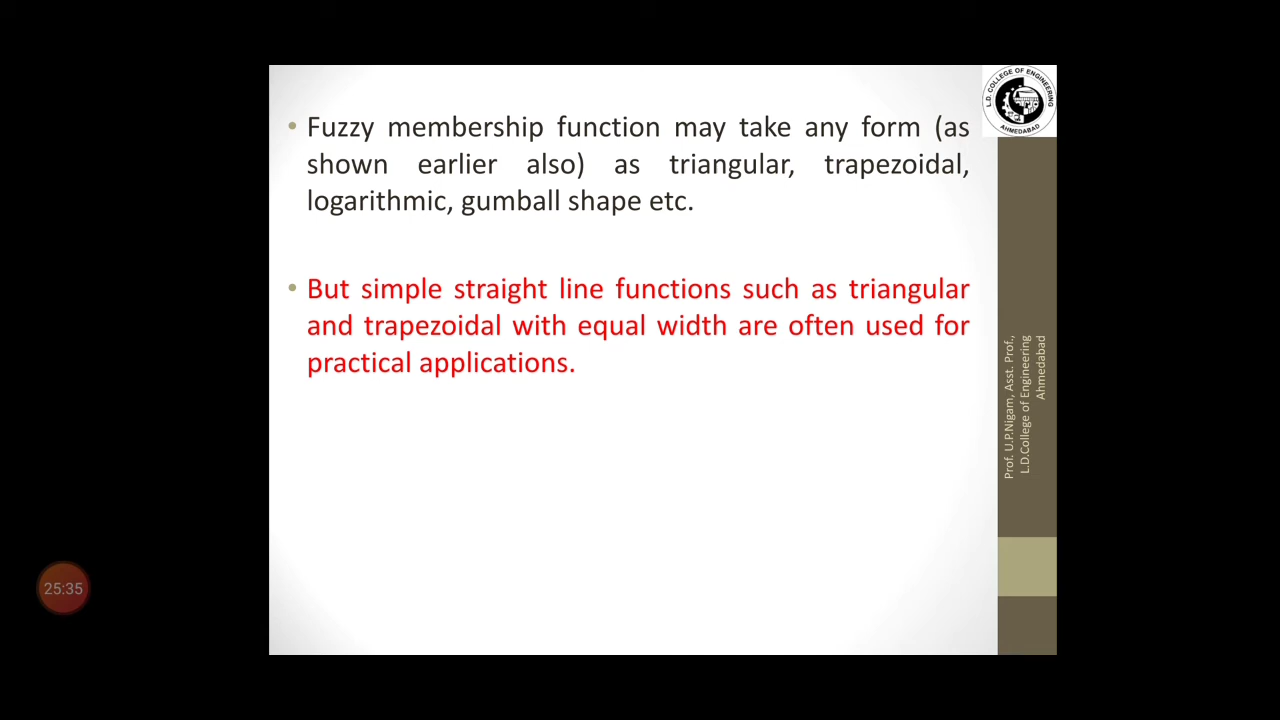 L.D. COLLEGE OF ENGINEERING
AHMEDABAD
• Fuzzy membership function may take any form (as
shown earlier also) as triangular, trapezoidal,
logarithmic, gumball shape etc.
• But simple straight line functions such as triangular
and trapezoidal with equal width are often used for
practical applications.
Prof. U.P.Nigam, Asst. Prof.,
L.D.College of Engineering
Ahmedabad
25:35